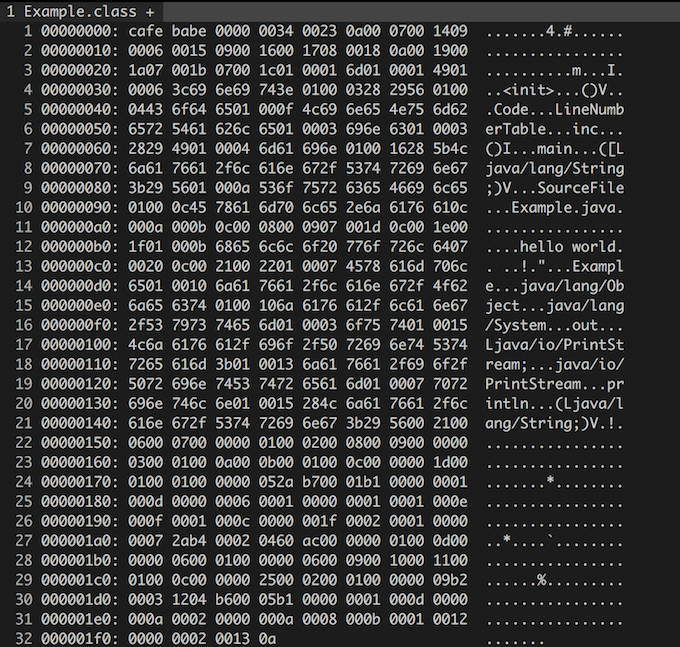 1 Example.class +
1 00000000: cafe babe 0000 0034 0023 0a00 0700 1409 .......4.#......
2 00000010: 0006 0015 0900 1600 1708 0018 0a00 1900 ................
3 00000020: 1a07 001b 0700 1c01 0001 6d01 0001 4901 ..........m...I.
4 00000030: 0006 3c69 6e69 743e 0100 0328 2956 0100 ..<init>...()V..
5 00000040: 0443 6f64 6501 000f 4c69 6e65 4e75 6d62 .Code...LineNumb
6 00000050: 6572 5461 626c 6501 0003 696e 6301 0003 erTable...inc...
7 00000060: 2829 4901 0004 6d61 696e 0100 1628 5b4c ()I...main...([L
8 00000070: 6a61 7661 2f6c 616e 672f 5374 7269 6e67 java/lang/String
9 00000080: 3b29 5601 000a 536f 7572 6365 4669 6c65 ;)V...SourceFile
10 00000090: 0100 0c45 7861 6d70 6c65 2e6a 6176 610c ...Example.java.
11 000000a0: 000a 000b 0c00 0800 0907 001d 0c00 1e00 ................
12 000000b0: 1f01 000b 6865 6c6c 6f20 776f 726c 6407 ....hello world.
13 000000c0: 0020 0c00 2100 2201 0007 4578 616d 706c . ..!."...Exampl
14 000000d0: 6501 0010 6a61 7661 2f6c 616e 672f 4f62 e...java/lang/Ob
15 000000e0: 6a65 6374 0100 106a 6176 612f 6c61 6e67 ject...java/lang
16 000000f0: 2f53 7973 7465 6d01 0003 6f75 7401 0015 /System...out...
17 00000100: 4c6a 6176 612f 696f 2f50 7269 6e74 5374 Ljava/io/PrintSt
18 00000110: 7265 616d 3b01 0013 6a61 7661 2f69 6f2f ream;...java/io/
19 00000120: 5072 696e 7453 7472 6561 6d01 0007 7072 PrintStream...pr
20 00000130: 696e 746c 6e01 0015 284c 6a61 7661 2f6c intln...(Ljava/l
21 00000140: 616e 672f 5374 7269 6e67 3b29 5600 2100 ang/String;)V.!.
22 00000150: 0600 0700 0000 0100 0200 0800 0900 0000 ................
23 00000160: 0300 0100 0a00 0b00 0100 0c00 0000 1d00 ................
24 00000170: 0100 0100 0000 052a b700 01b1 0000 0001 .......*........
25 00000180: 000d 0000 0006 0001 0000 0001 0001 000e ................
26 00000190: 000f 0001 000c 0000 001f 0002 0001 0000 ................
27 000001a0: 0007 2ab4 0002 0460 ac00 0000 0100 0d00 ..*....`........
28 000001b0: 0000 0600 0100 0000 0600 0900 1000 1100 ................
29 000001c0: 0100 0c00 0000 2500 0200 0100 0000 09b2 ......%.........
30 000001d0: 0003 1204 b600 05b1 0000 0001 000d 0000 ................
31 000001e0: 000a 0002 0000 000a 0008 000b 0001 0012 ................
32 000001f0: 0000 0002 0013 0a .......